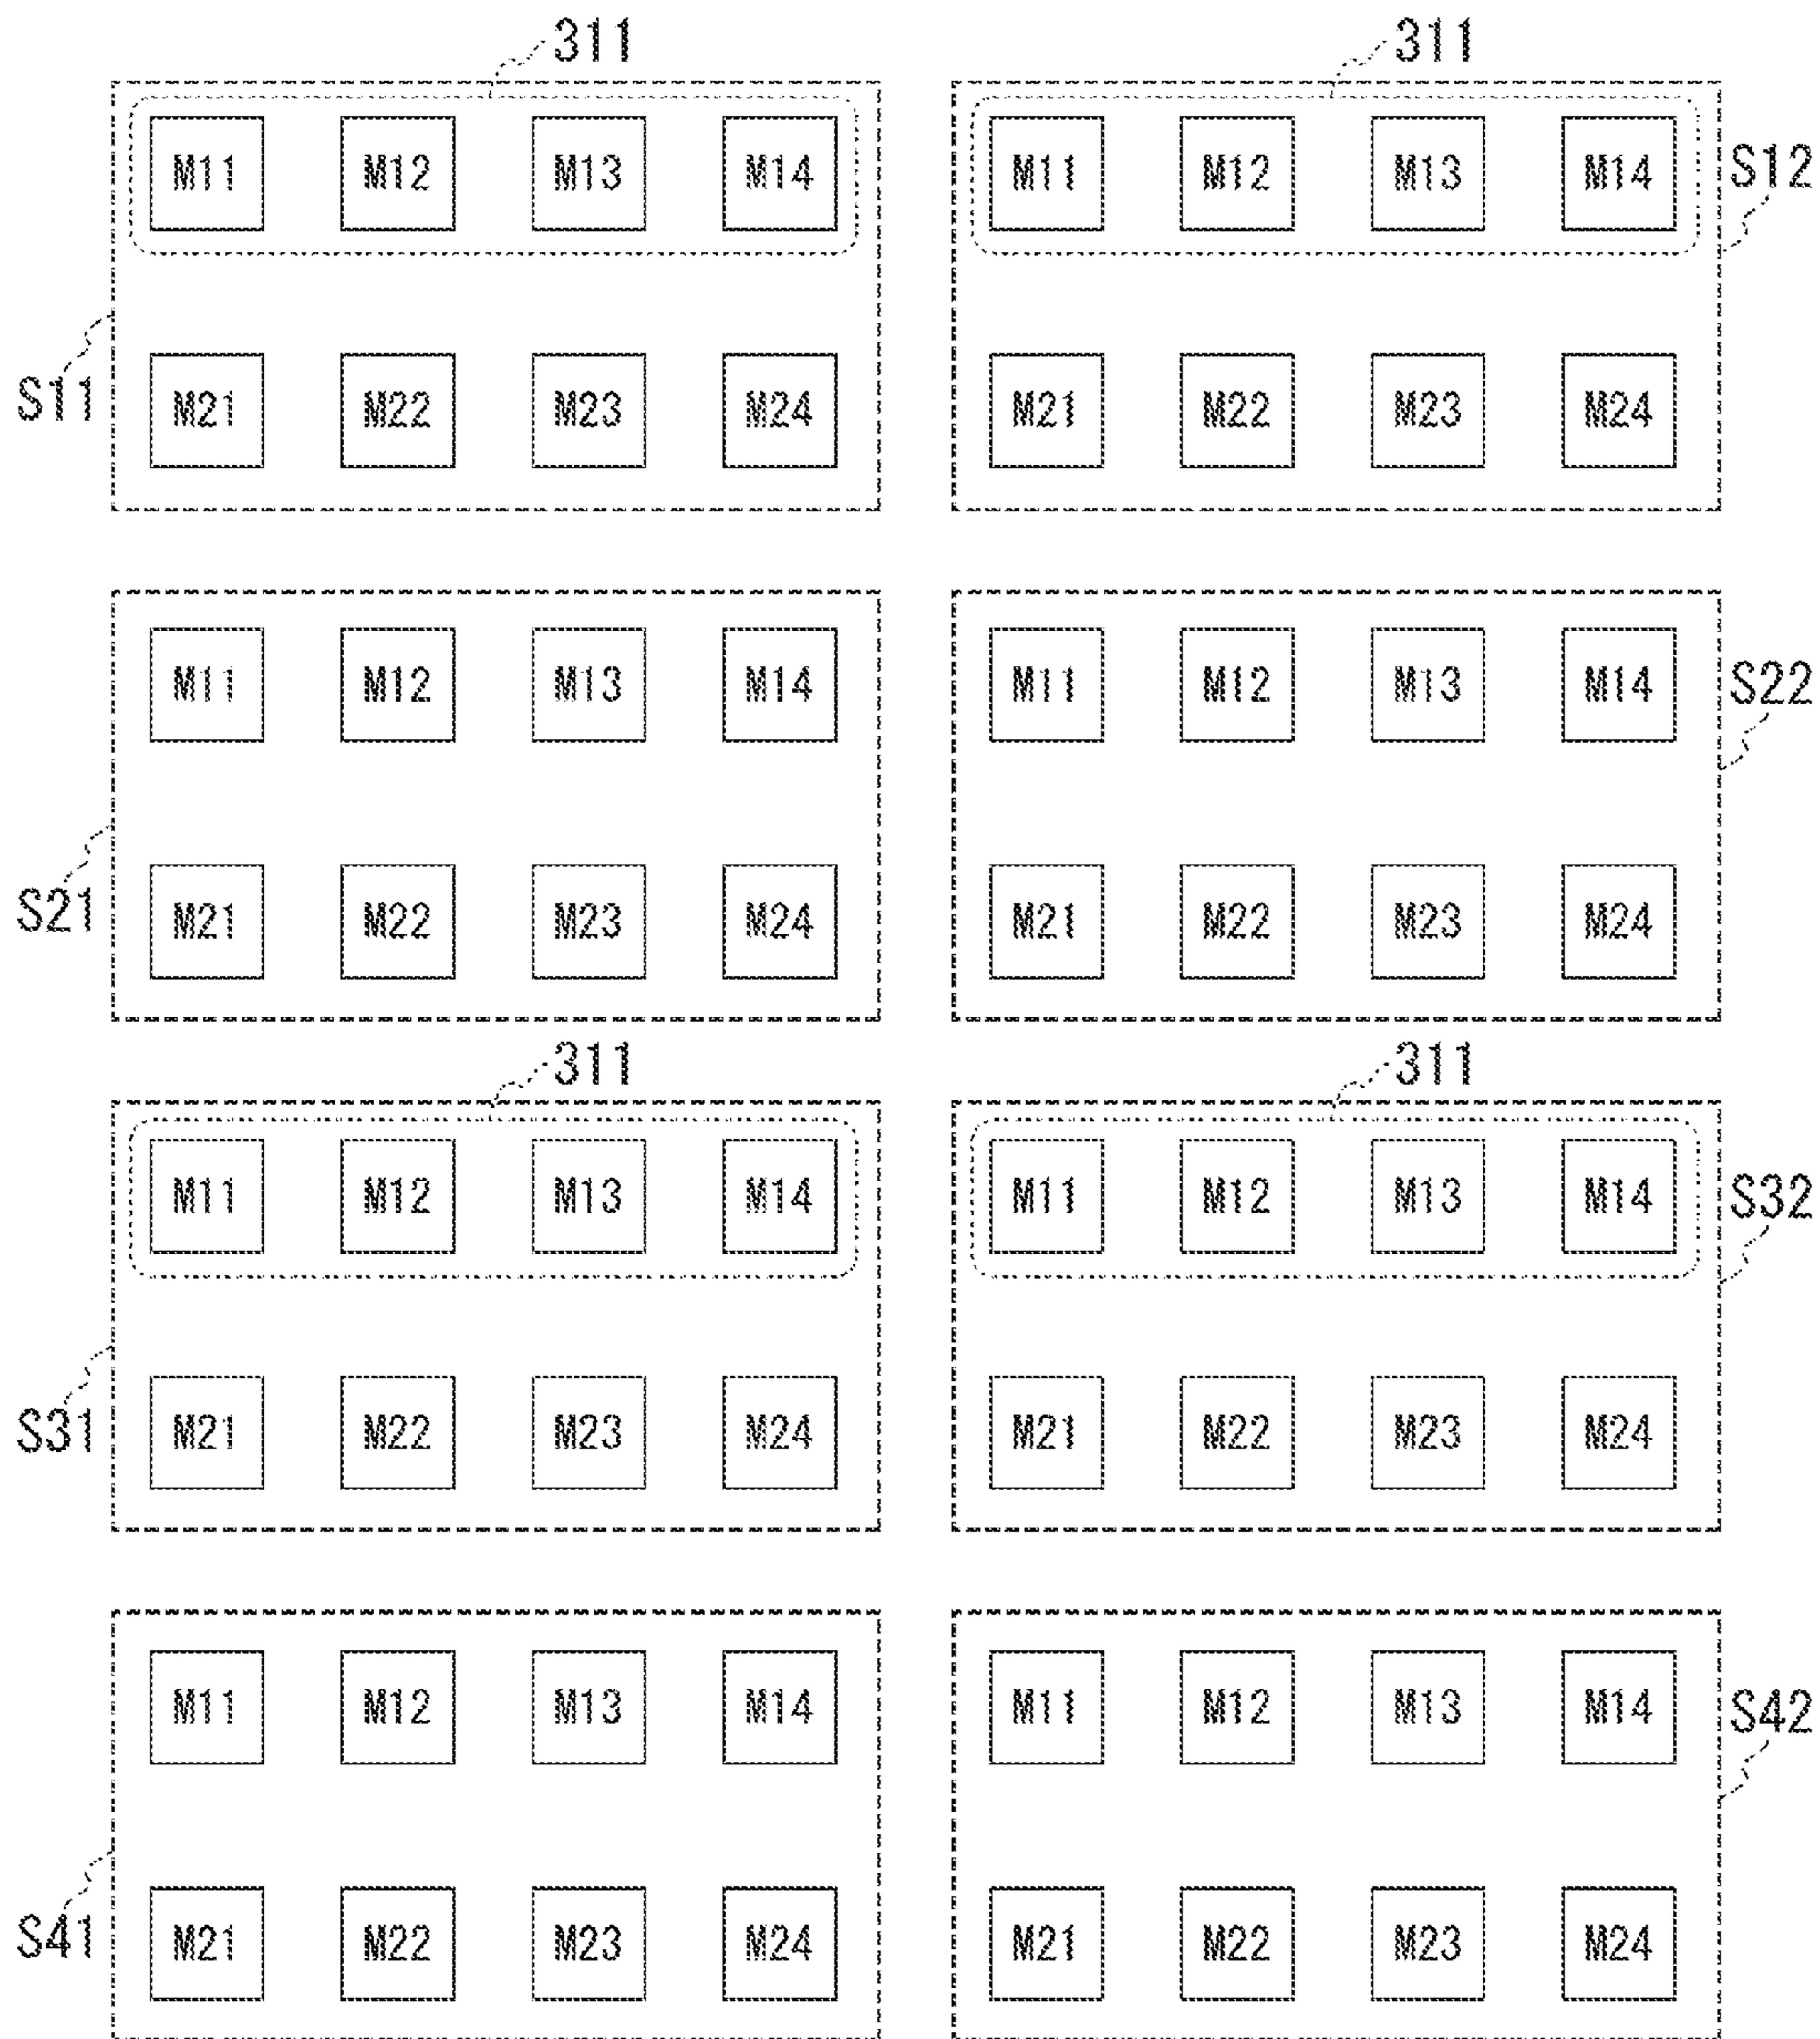 311 311
M11 M12 M13 M14 M11 M12 M13 M14 S12
S11 M21 M22 M23 M24 M21 M22 M23 M24
M11 M12 M13 M14 M11 M12 M13 M14 S22
S21 M21 M22 M23 M24 M21 M22 M23 M24
311 311
M11 M12 M13 M14 M11 M12 M13 M14 S32
S31 M21 M22 M23 M24 M21 M22 M23 M24
M11 M12 M13 M14 M11 M12 M13 M14 S42
S41 M21 M22 M23 M24 M21 M22 M23 M24